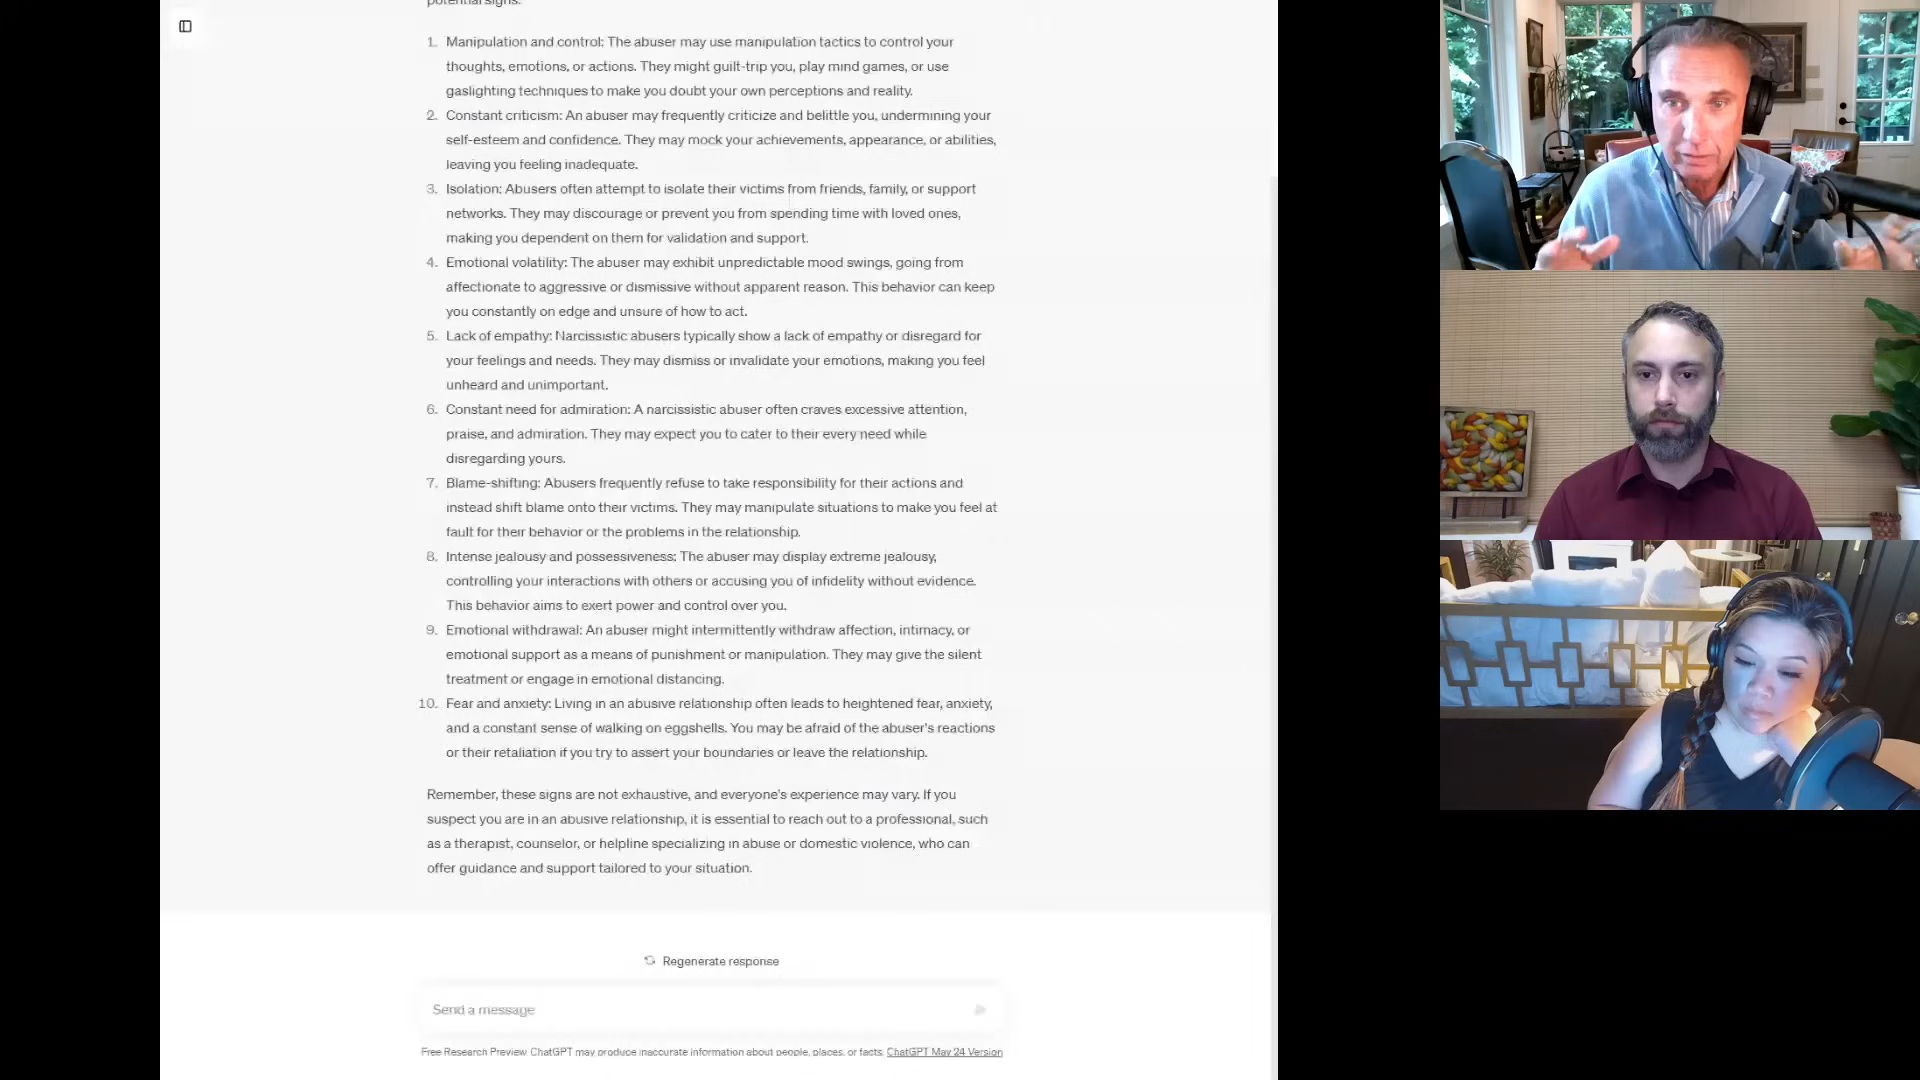 potential signs.
1. Manipulation and control: The abuser may use manipulation tactics to control your
thoughts, emotions, or actions. They might guilt-trip you, play mind games, or use
gaslighting techniques to make you doubt your own perceptions and reality.
2. Constant criticism: An abuser may frequently criticize and belittle you, undermining your
self-esteem and confidence. They may mock your achievements, appearance, or abilities,
leaving you feeling inadequate.
3. Isolation: Abusers often attempt to isolate their victims from friends, family, or support
networks. They may discourage or prevent you from spending time with loved ones,
making you dependent on them for validation and support.
4. Emotional volatility: The abuser may exhibit unpredictable mood swings, going from
affectionate to aggressive or dismissive without apparent reason. This behavior can keep
you constantly on edge and unsure of how to act.
5. Lack of empathy: Narcissistic abusers typically show a lack of empathy or disregard for
your feelings and needs. They may dismiss or invalidate your emotions, making you feel
unheard and unimportant.
6. Constant need for admiration: A narcissistic abuser often craves excessive attention,
praise, and admiration. They may expect you to cater to their every need while
disregarding yours.
7. Blame-shifting: Abusers frequently refuse to take responsibility for their actions and
instead shift blame onto their victims. They may manipulate situations to make you feel at
fault for their behavior or the problems in the relationship.
8. Intense jealousy and possessiveness: The abuser may display extreme jealousy,
controlling your interactions with others or accusing you of infidelity without evidence.
This behavior aims to exert power and control over you.
9. Emotional withdrawal: An abuser might intermittently withdraw affection, intimacy, or
emotional support as a means of punishment or manipulation. They may give the silent
treatment or engage in emotional distancing.
10. Fear and anxiety: Living in an abusive relationship often leads to heightened fear, anxiety,
and a constant sense of walking on eggshells. You may be afraid of the abuser's reactions
or their retaliation if you try to assert your boundaries or leave the relationship.
Remember, these signs are not exhaustive, and everyone's experience may vary. If you
suspect you are in an abusive relationship, it is essential to reach out to a professional, such
as a therapist, counselor, or helpline specializing in abuse or domestic violence, who can
offer guidance and support tailored to your situation.
Regenerate response
Send a message
Free Research Preview. ChatGPT may produce inaccurate information about people, places, or facts. ChatGPT May 24 Version